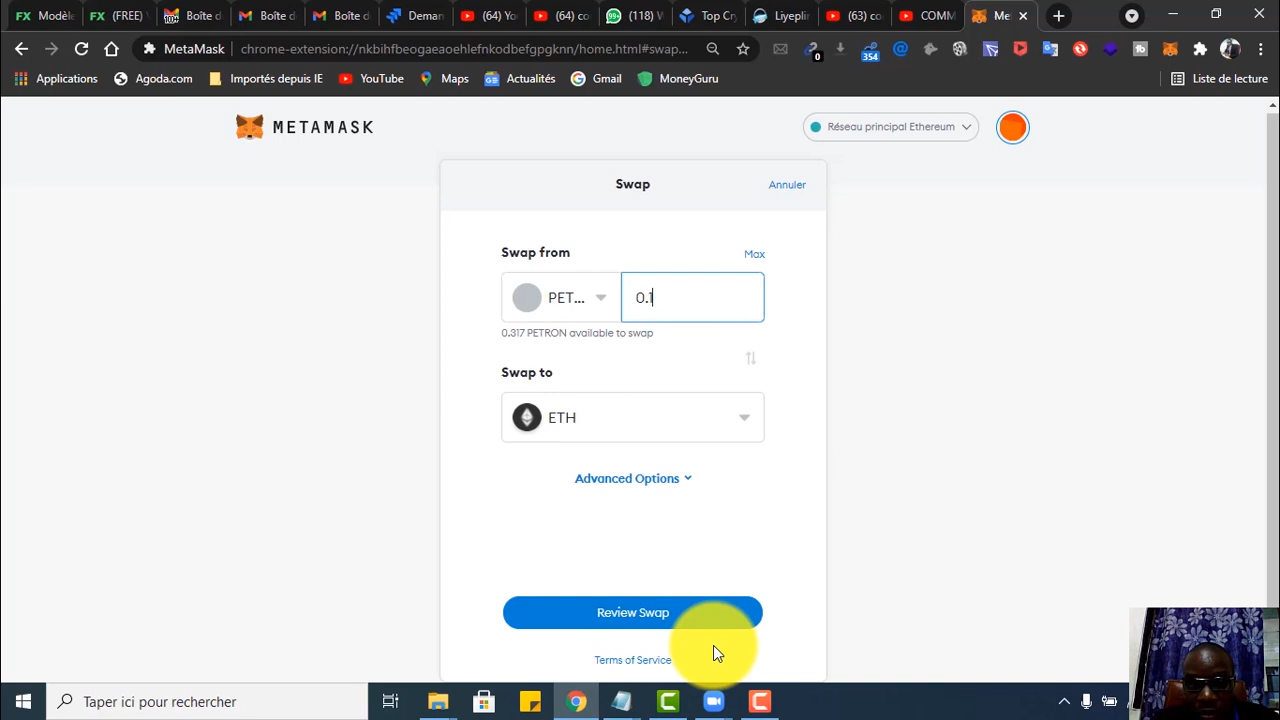 Modèle
(FREE)
Boîte d
Boîte d
Boîte d
Deman
(64) Yo
(64) co
(118) W
Top Cry
Liyeplin
(63) co
COMM
Me
MetaMask
chrome-extension://nkbihfbeogaeaoehlefnkodbefgpgknn/home.html#swap...
0
354
Applications
Agoda.com
Importés depuis IE
YouTube
Maps
Actualités
Gmail
MoneyGuru
Liste de lecture
METAMASK
Réseau principal Ethereum
Swap
Annuler
Swap from
Max
PET...
0.1
0.317 PETRON available to swap
Swap to
ETH
Advanced Options
Review Swap
Terms of Service
Taper ici pour rechercher